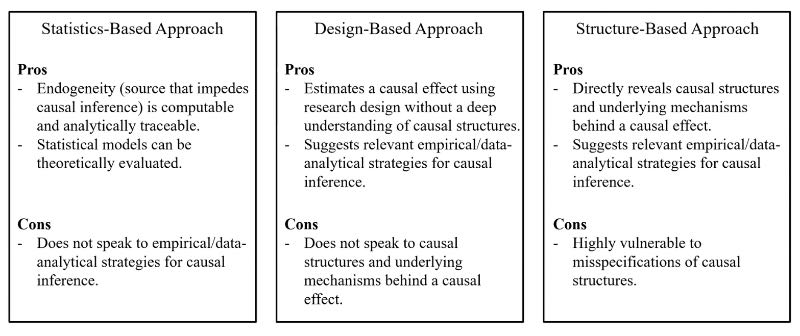 Statistics-Based Approach
Pros
- Endogeneity (source that impedes
causal inference) is computable
and analytically traceable.
- Statistical models can be
theoretically evaluated.
Cons
- Does not speak to empirical/data-
analytical strategies for causal
inference.
Design-Based Approach
Pros
- Estimates a causal effect using
research design without a deep
understanding of causal structures.
- Suggests relevant empirical/data-
analytical strategies for causal
inference.
Cons
- Does not speak to causal
structures and underlying
mechanisms behind a causal
effect.
Structure-Based Approach
Pros
- Directly reveals causal structures
and underlying mechanisms
behind a causal effect.
- Suggests relevant empirical/data-
analytical strategies for causal
inference.
Cons
- Highly vulnerable to
misspecifications of causal
structures.